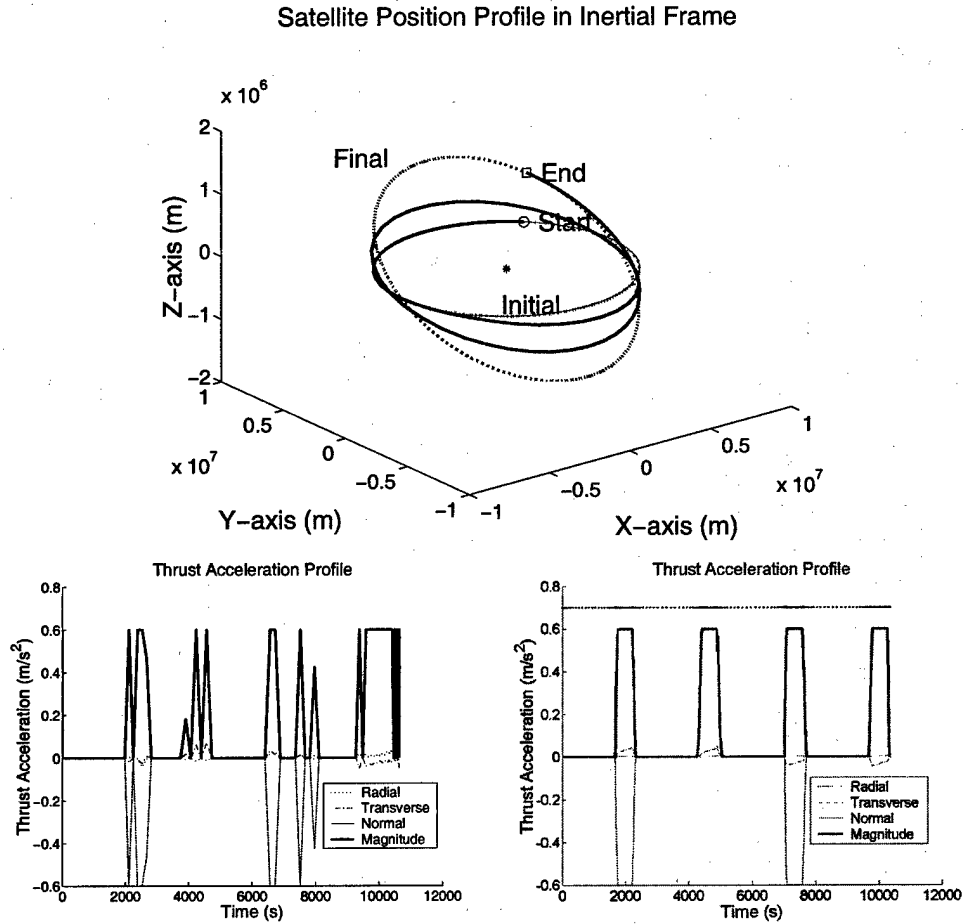 Satellite Position Profile in Inertial Frame
x 10^6
2
1
0
−1
−2
Z−axis (m)
Final
End
Start
Initial
1
0.5
0
−0.5
−1
x 10^7
Y−axis (m)
−1
−0.5
0
0.5
1
x 10^7
X−axis (m)
Thrust Acceleration Profile
0.8
0.6
0.4
0.2
0
−0.2
−0.4
−0.6
Thrust Acceleration (m/s^2)
Radial
Transverse
Normal
Magnitude
0 2000 4000 6000 8000 10000 12000
Time (s)
Thrust Acceleration Profile
0.8
0.6
0.4
0.2
0
−0.2
−0.4
−0.6
Thrust Acceleration (m/s^2)
Radial
Transverse
Normal
Magnitude
0 2000 4000 6000 8000 10000 12000
Time (s)